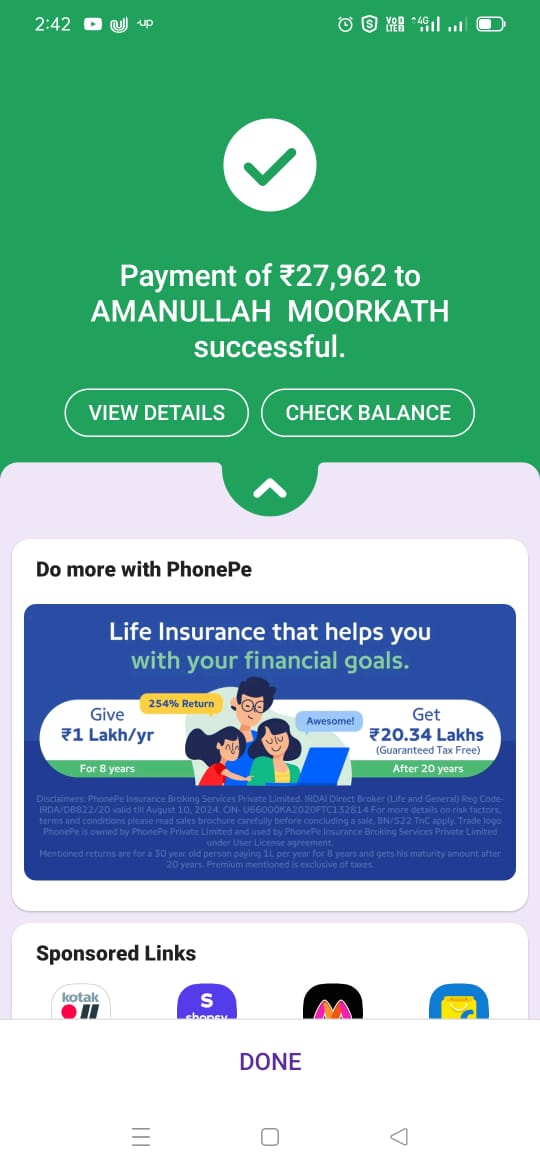 2:42
4G
Payment of ₹27,962 to
AMANULLAH MOORKATH
successful.
VIEW DETAILS
CHECK BALANCE
Do more with PhonePe
Life Insurance that helps you
with your financial goals.
254% Return
Give
₹1 Lakh/yr
For 8 years
Awesome!
Get
₹20.34 Lakhs
(Guaranteed Tax Free)
After 20 years
Disclaimers: PhonePe Insurance Broking Services Private Limited. IRDAI Direct Broker (Life and General) Reg Code-
IRDA/DB822/20 valid till August 10, 2024. CIN- U66000KA2020FTC132814 For more details on risk factors,
terms and conditions please read sales brochure carefully before concluding a sale, BN/522 TnC apply. Trade logo
PhonePe is owned by PhonePe Private Limited and used by PhonePe Insurance Broking Services Private Limited
under User License agreement.
Mentioned returns are for a 30 year old person paying 1L per year for 8 years and gets his maturity amount after
20 years. Premium mentioned is exclusive of taxes.
Sponsored Links
kotak
shopsy
DONE